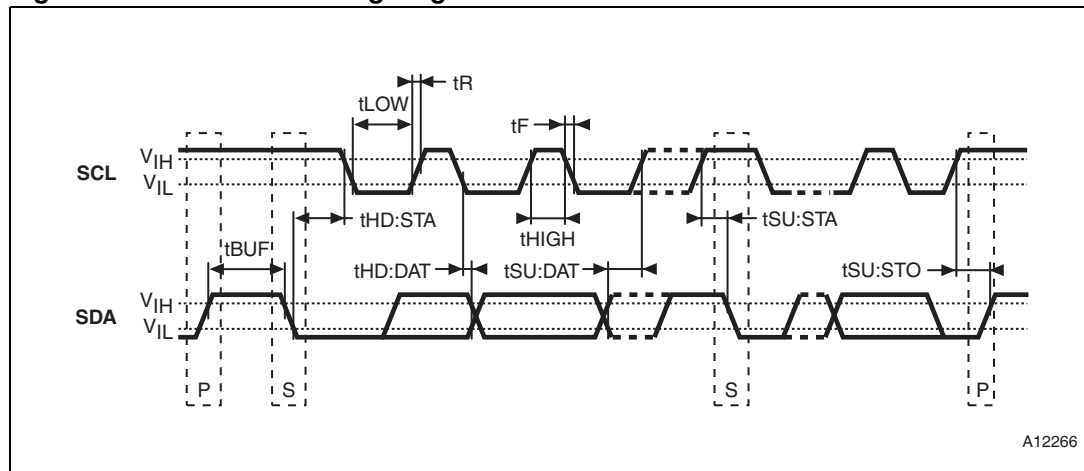 tR
tLOW
tF
VIH
SCL
VIL
tHD:STA
tSU:STA
tHIGH
tBUF
tHD:DAT
tSU:DAT
tSU:STO
VIH
SDA
VIL
P
S
S
P
A12266